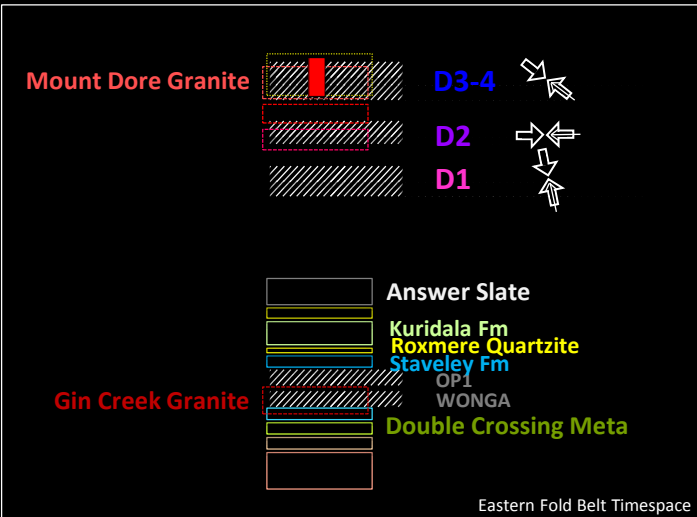 Mount Dore Granite
D3-4
D2
D1
Answer Slate
Kuridala Fm
Roxmere Quartzite
Staveley Fm
OP1
Gin Creek Granite
WONGA
Double Crossing Meta
Eastern Fold Belt Timespace